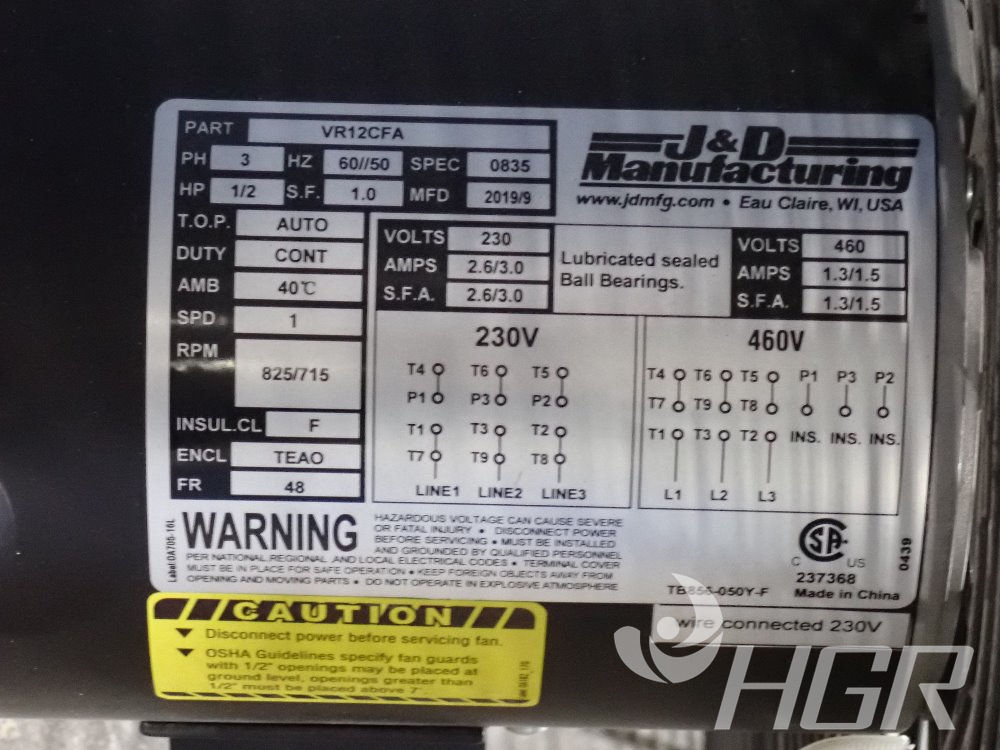 PART VR12CFA
PH 3 HZ 60//50 SPEC 0835
HP 1/2 S.F. 1.0 MFD 2019/9
J&D
Manufacturing
www.jdmfg.com • Eau Claire, WI, USA
T.O.P. AUTO
DUTY CONT
AMB 40℃
SPD 1
RPM 825/715
INSUL.CL F
ENCL TEAO
FR 48
VOLTS 230
AMPS 2.6/3.0
S.F.A. 2.6/3.0
Lubricated sealed
Ball Bearings.
VOLTS 460
AMPS 1.3/1.5
S.F.A. 1.3/1.5
230V
T4 T6 T5
P1 P3 P2
T1 T3 T2
T7 T9 T8
LINE1 LINE2 LINE3
460V
T4 T6 T5 P1 P3 P2
T7 T9 T8
T1 T3 T2 INS. INS. INS.
L1 L2 L3
Label DA705-16L
WARNING
HAZARDOUS VOLTAGE CAN CAUSE SEVERE
OR FATAL INJURY • DISCONNECT POWER
BEFORE SERVICING • MUST BE INSTALLED
AND GROUNDED BY QUALIFIED PERSONNEL
PER NATIONAL, REGIONAL, AND LOCAL ELECTRICAL CODES • TERMINAL COVER
MUST BE IN PLACE FOR SAFE OPERATION • KEEP FOREIGN OBJECTS AWAY FROM
OPENING AND MOVING PARTS • DO NOT OPERATE IN EXPLOSIVE ATMOSPHERE
SA
C US
237368
TB856-050Y-F Made in China
0439
wire connected 230V
CAUTION
Disconnect power before servicing fan.
OSHA Guidelines specify fan guards
with 1/2" openings may be placed at
ground level, openings greater than
1/2" must be placed above 7'.
HGR